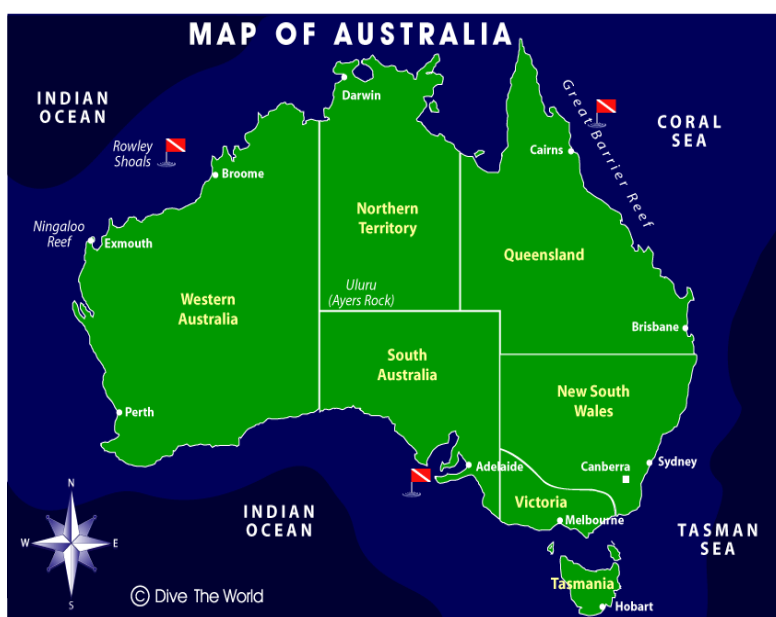 MAP OF AUSTRALIA
INDIAN
OCEAN
Darwin
Great Barrier Reef
CORAL
SEA
Rowley
Shoals
Cairns
Broome
Northern
Territory
Ningaloo
Reef
Exmouth
Queensland
Western
Australia
Uluru
(Ayers Rock)
Brisbane
South
Australia
New South
Wales
Perth
Adelaide
Canberra
Sydney
N
W
E
S
INDIAN
OCEAN
Victoria
Melbourne
TASMAN
SEA
Tasmania
© Dive The World
Hobart